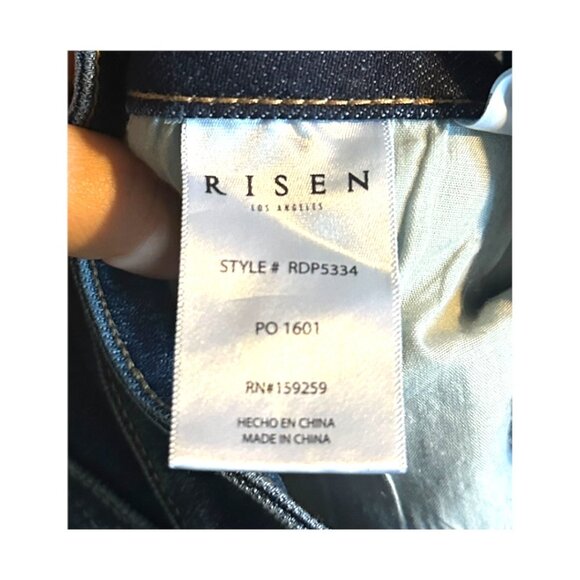 RISEN
LOS ANGELES
STYLE # RDP5334
PO 1601
RN#159259
HECHO EN CHINA
MADE IN CHINA